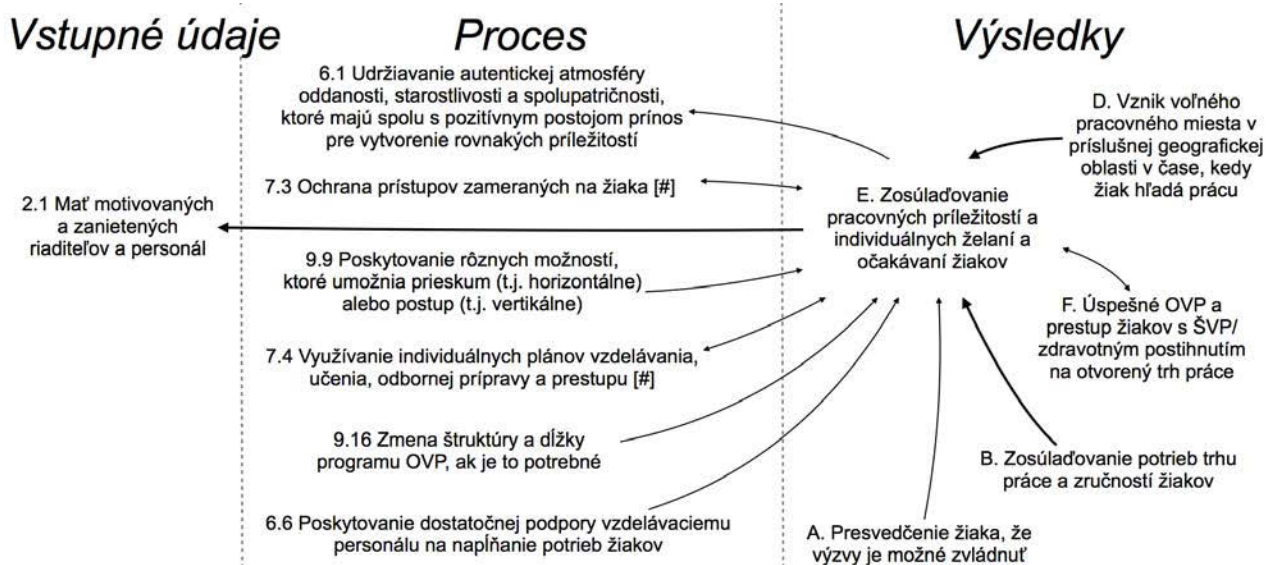 Vstupné údaje
Proces
Výsledky
2.1 Mať motivovaných
a zanietených
riaditeľov a personál
6.1 Udržiavanie autentickej atmosféry
oddanosti, starostlivosti a spolupatričnosti,
ktoré majú spolu s pozitívnym postojom prínos
pre vytvorenie rovnakých príležitostí
7.3 Ochrana prístupov zameraných na žiaka [#]
9.9 Poskytovanie rôznych možností,
ktoré umožnia prieskum (t.j. horizontálne)
alebo postup (t.j. vertikálne)
7.4 Využívanie individuálnych plánov vzdelávania,
učenia, odbornej prípravy a prestupu [#]
9.16 Zmena štruktúry a dĺžky
programu OVP, ak je to potrebné
6.6 Poskytovanie dostatočnej podpory vzdelávaciemu
personálu na napĺňanie potrieb žiakov
D. Vznik voľného
pracovného miesta v
príslušnej geografickej
oblasti v čase, kedy
žiak hľadá prácu
E. Zosúlaďovanie
pracovných príležitostí a
individuálnych želaní a
očakávaní žiakov
F. Úspešné OVP a
prestup žiakov s ŠVP/
zdravotným postihnutím
na otvorený trh práce
B. Zosúlaďovanie potrieb trhu
práce a zručností žiakov
A. Presvedčenie žiaka, že
výzvy je možné zvládnuť